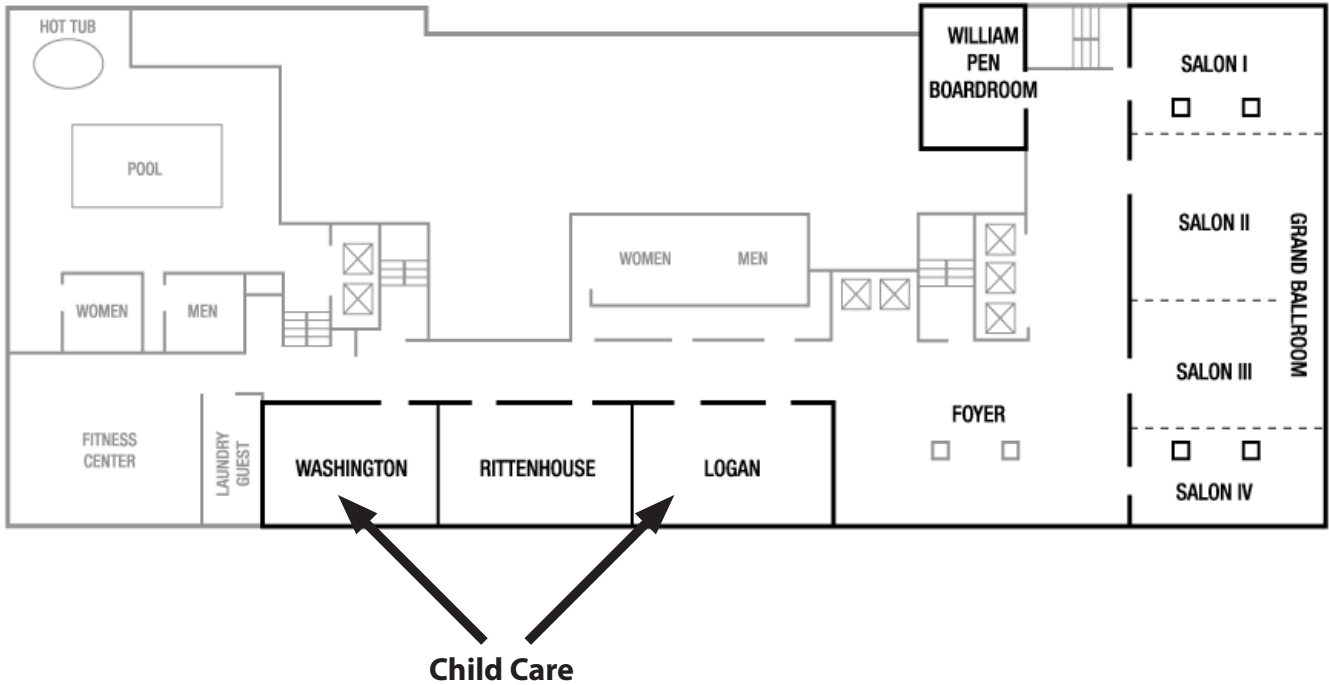 HOT TUB
WILLIAM
PEN
BOARDROOM
SALON I
POOL
SALON II
GRAND BALLROOM
WOMEN
MEN
WOMEN
MEN
SALON III
FOYER
FITNESS
CENTER
LAUNDRY
GUEST
WASHINGTON
RITTENHOUSE
LOGAN
SALON IV
Child Care